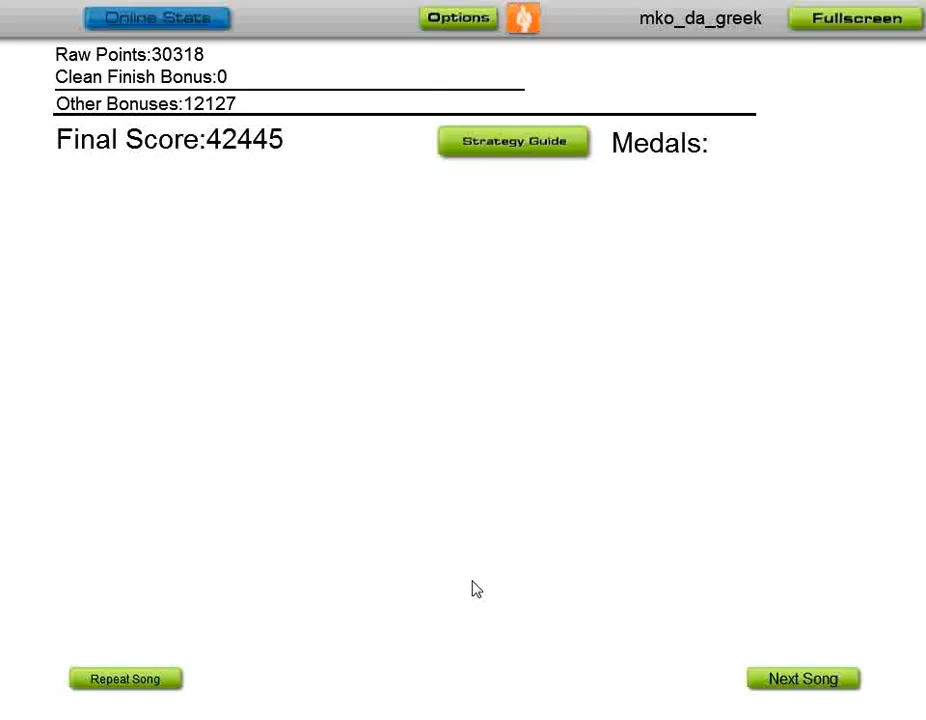 Online Stats
Options
mko_da_greek
Fullscreen
Raw Points:30318
Clean Finish Bonus:0
Other Bonuses:12127
Final Score:42445
Strategy Guide
Medals:
Repeat Song
Next Song